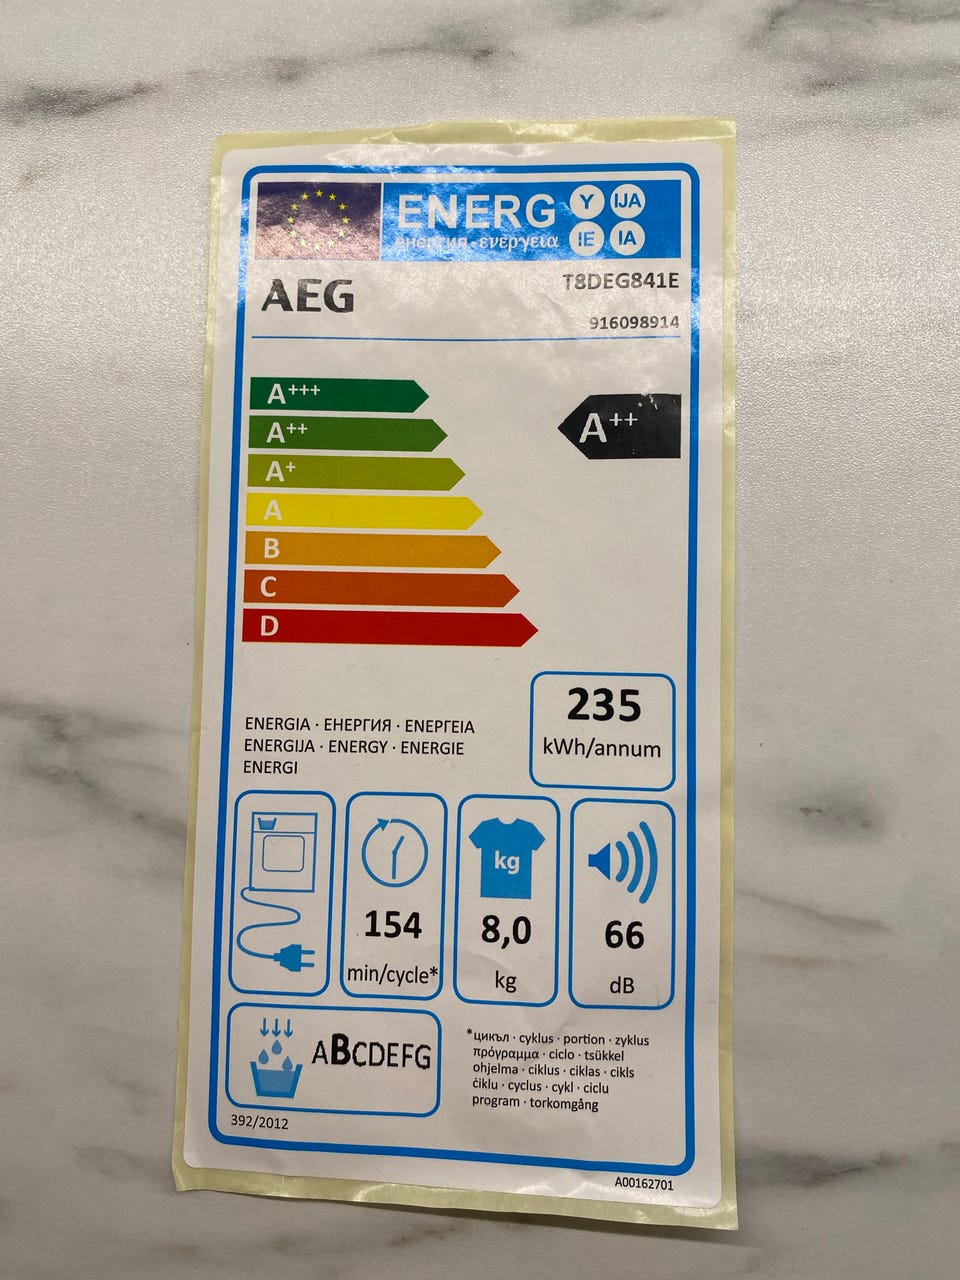 ENERG Y IJA
енергия · ενεργεια IE IA
AEG
T8DEG841E
916098914
A+++
A++
A++
A+
A
B
C
D
235
kWh/annum
ENERGIA · ЕНЕРГИЯ · ΕΝΕΡΓΕΙΑ
ENERGIJA · ENERGY · ENERGIE
ENERGI
kg
154
min/cycle*
8,0
kg
66
dB
ABCDEFG
*цикъл · cyklus · portion · zyklus
πρόγραμμα · ciclo · tsükkel
ohjelma · ciklus · ciklas · cikls
ċiklu · cyclus · cykl · ciclu
program · torkomgång
392/2012
A00162701